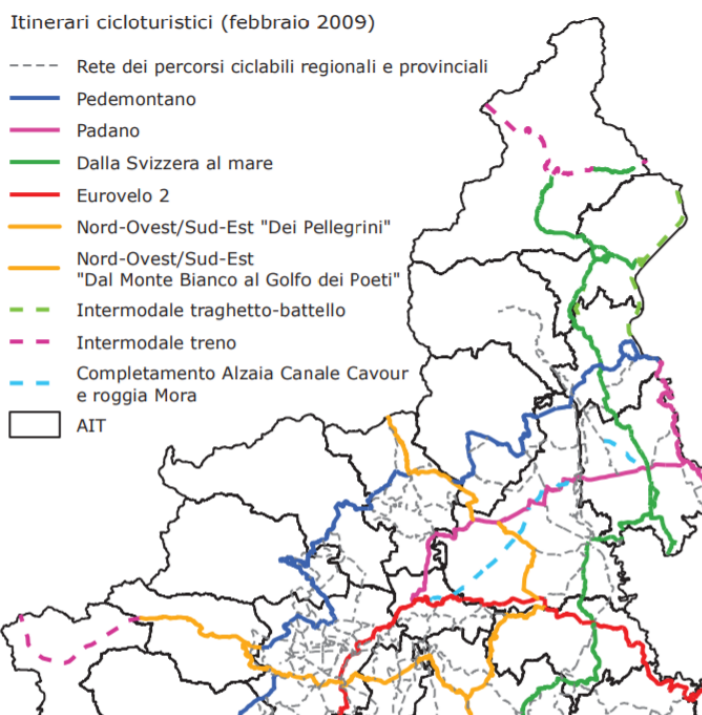 Itinerari cicloturistici (febbraio 2009)
Rete dei percorsi ciclabili regionali e provinciali
Pedemontano
Padano
Dalla Svizzera al mare
Eurovelo 2
Nord-Ovest/Sud-Est "Dei Pellegrini"
Nord-Ovest/Sud-Est
"Dal Monte Bianco al Golfo dei Poeti"
Intermodale traghetto-battello
Intermodale treno
Completamento Alzaia Canale Cavour
e roggia Mora
AIT